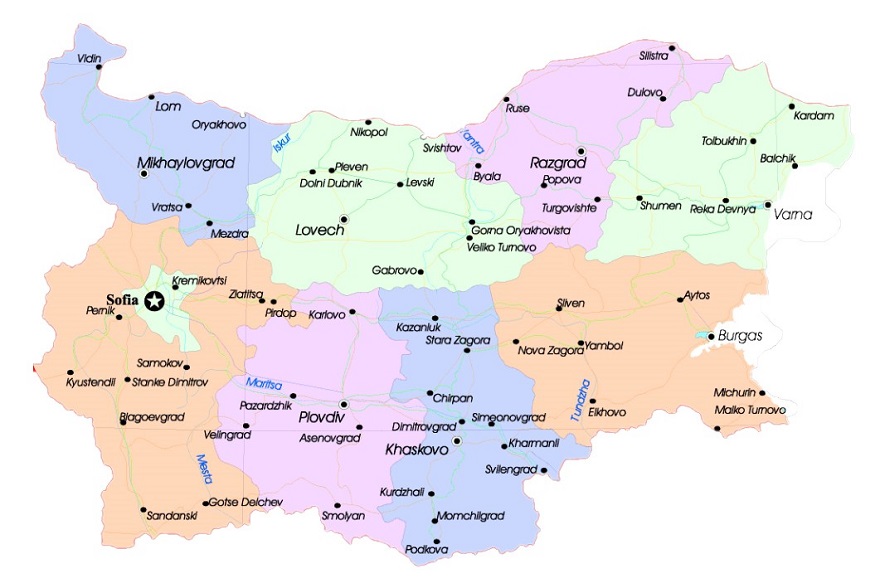 Vidin
Silistra
Lom
Ruse
Dulovo
Kardam
Oryakhovo
Iskur
Nikopol
Svishtov
Yantra
Tolbukhin
Mikhaylovgrad
Razgrad
Balchik
Pleven
Dolni Dubnik
Levski
Byala
Popova
Vratsa
Turgovishte
Shumen
Reka Devnya
Varna
Mezdra
Lovech
Gorna Oryakhovista
Veliko Turnovo
Gabrovo
Kremikovtsi
Sofia
Zlatitsa
Pirdop
Pernik
Karlovo
Kazanluk
Sliven
Aytos
Stara Zagora
Nova Zagora
Yambol
Burgas
Samokov
Kyustendil
Stanke Dimitrov
Maritsa
Pazardzhik
Chirpan
Tundzha
Elkhovo
Michurin
Malko Turnovo
Blagoevgrad
Plovdiv
Velingrad
Asenovgrad
Dimitrovgrad
Simeonovgrad
Khaskovo
Kharmanli
Mesta
Svilengrad
Kurdzhali
Gotse Delchev
Sandanski
Smolyan
Momchilgrad
Podkova